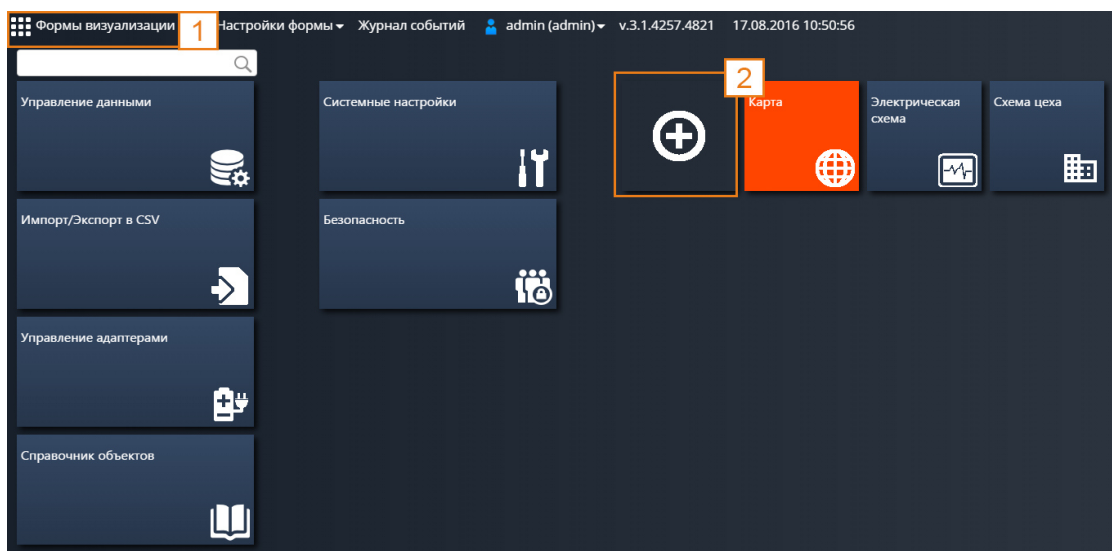 Формы визуализации 1 Настройки формы Журнал событий admin (admin) v.3.1.4257.4821 17.08.2016 10:50:56
2
Управление данными
Системные настройки
Карта
Электрическая
схема
Схема цеха
Импорт/Экспорт в CSV
Безопасность
Управление адаптерами
Справочник объектов